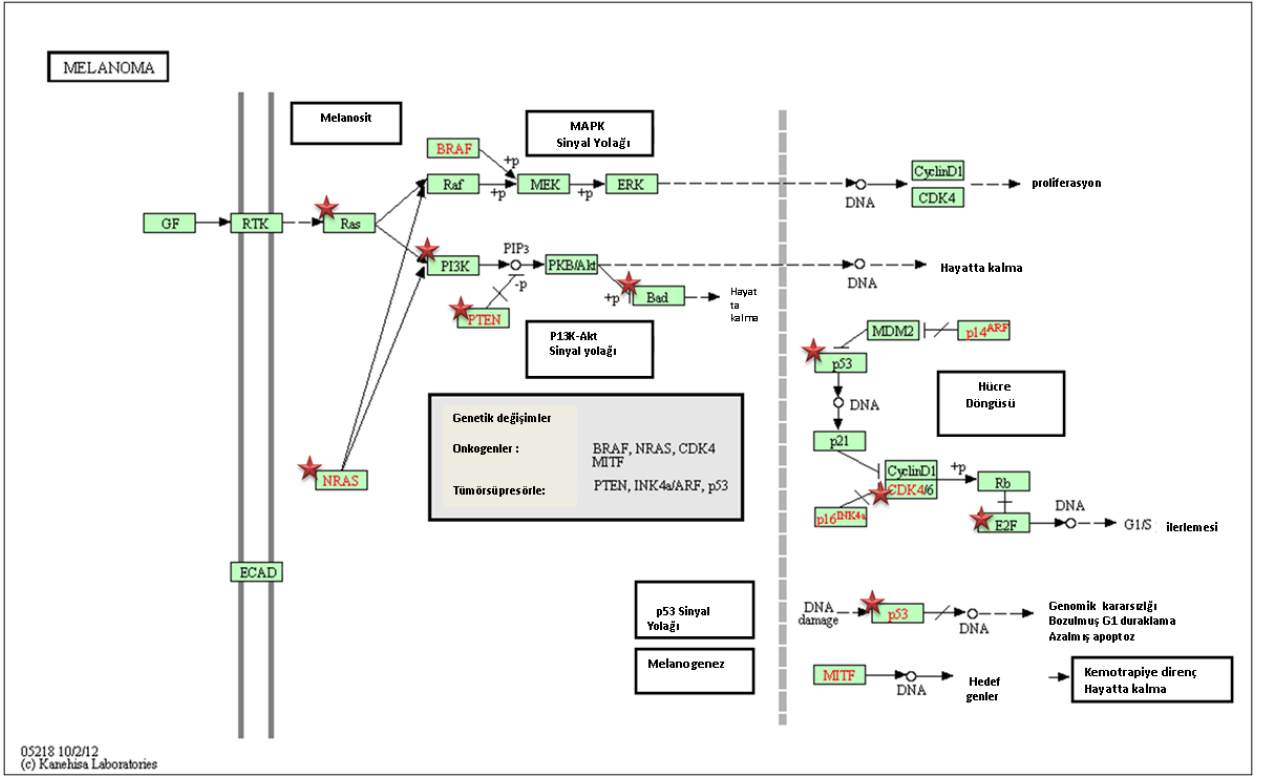 MELANOMA
Melanosit
MAPK
Sinyal Yolağı
BRAF
+p
Raf
+p
MEK
+p
ERK
DNA
CyclinD1
CDK4
proliferasyon
GF
RTK
Ras
PI3K
PIP3
-p
PKB/Akt
+p
Bad
Hayat
ta
kalma
DNA
Hayatta kalma
PTEN
P13K-Akt
Sinyal yolağı
MDM2
p14ARF
p53
DNA
p21
Hücre
Döngüsü
Genetik değişimler
Onkogenler :
BRAF, NRAS, CDK4
MITF
Tümörsüpresörle:
PTEN, INK4a/ARF, p53
NRAS
CyclinD1
CDK4/6
+p
Rb
p16INK4a
E2F
DNA
G1/S
ilerlemesi
ECAD
p53 Sinyal
Yolağı
DNA
damage
p53
DNA
Genomik kararsızlğı
Bozulmuş G1 duraklama
Azalmış apoptoz
Melanogenez
MITF
DNA
Hedef
genler
Kemotrapiye direnç
Hayatta kalma
05218 10/2/12
(c) Kanehisa Laboratories